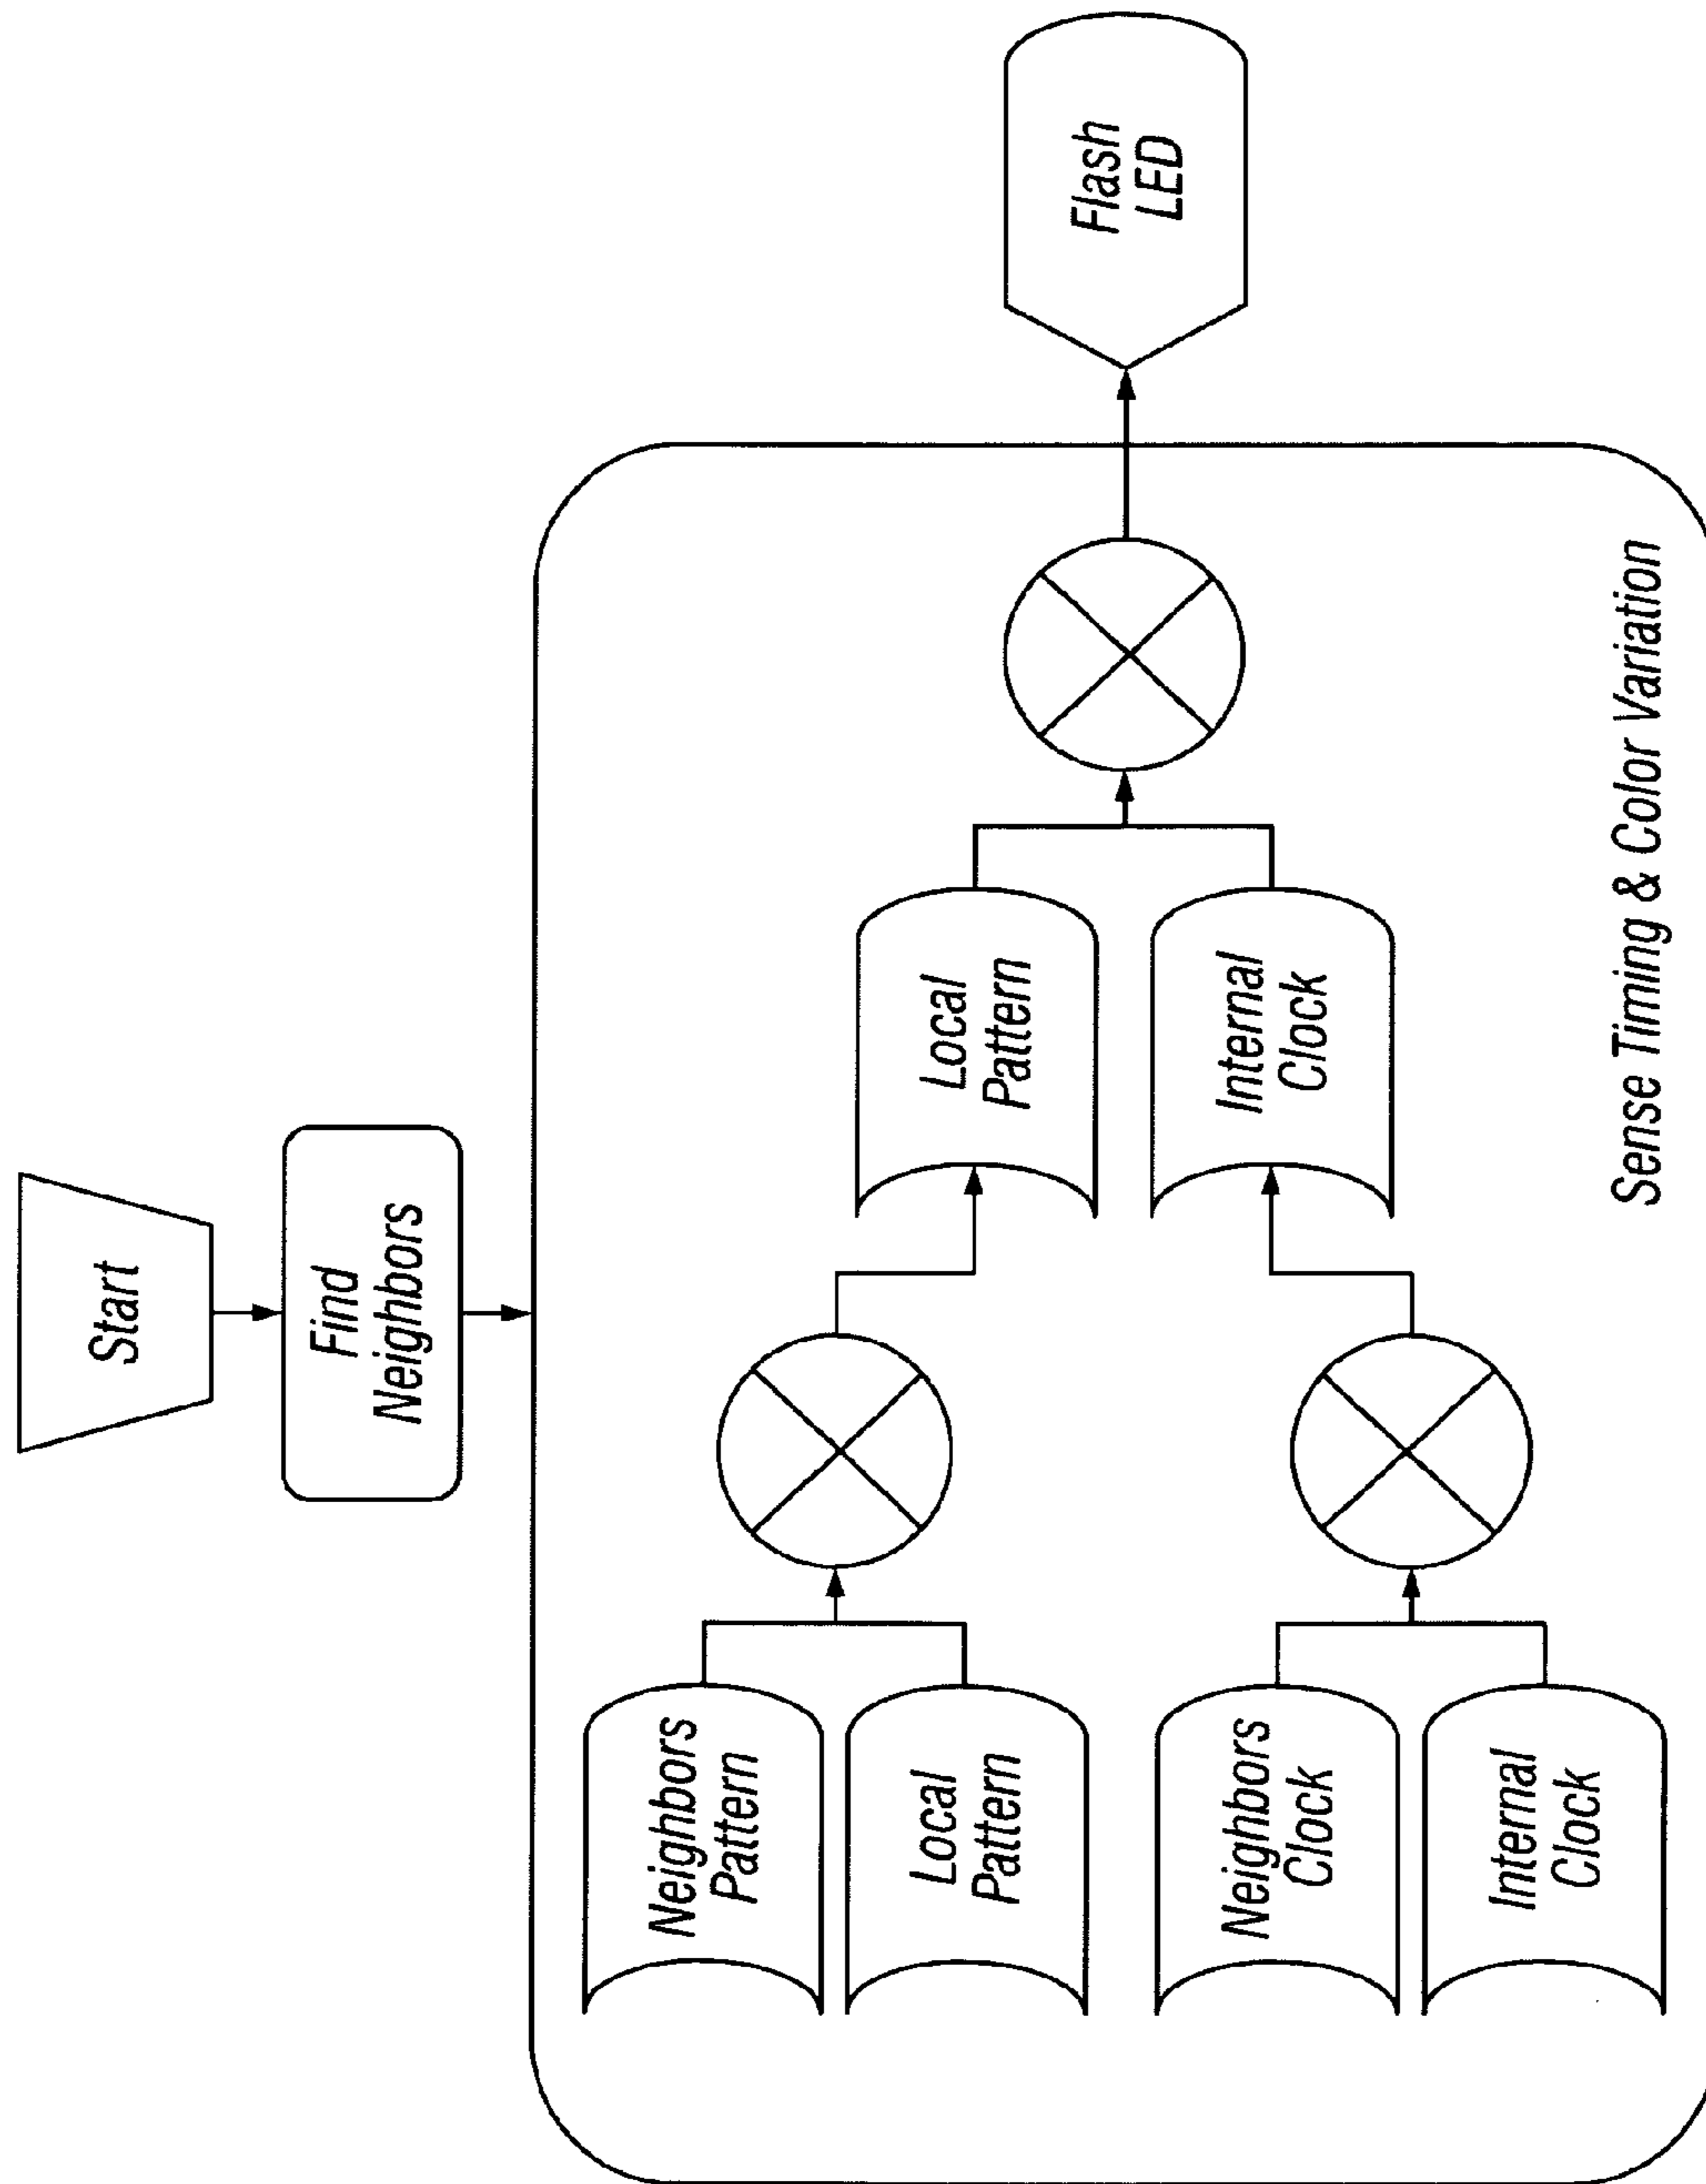 Start
Find
Neighbors
Neighbors
Pattern
Local
Pattern
Neighbors
Clock
Internal
Clock
Local
Pattern
Internal
Clock
Flash
LED
Sense Timing & Color Variation